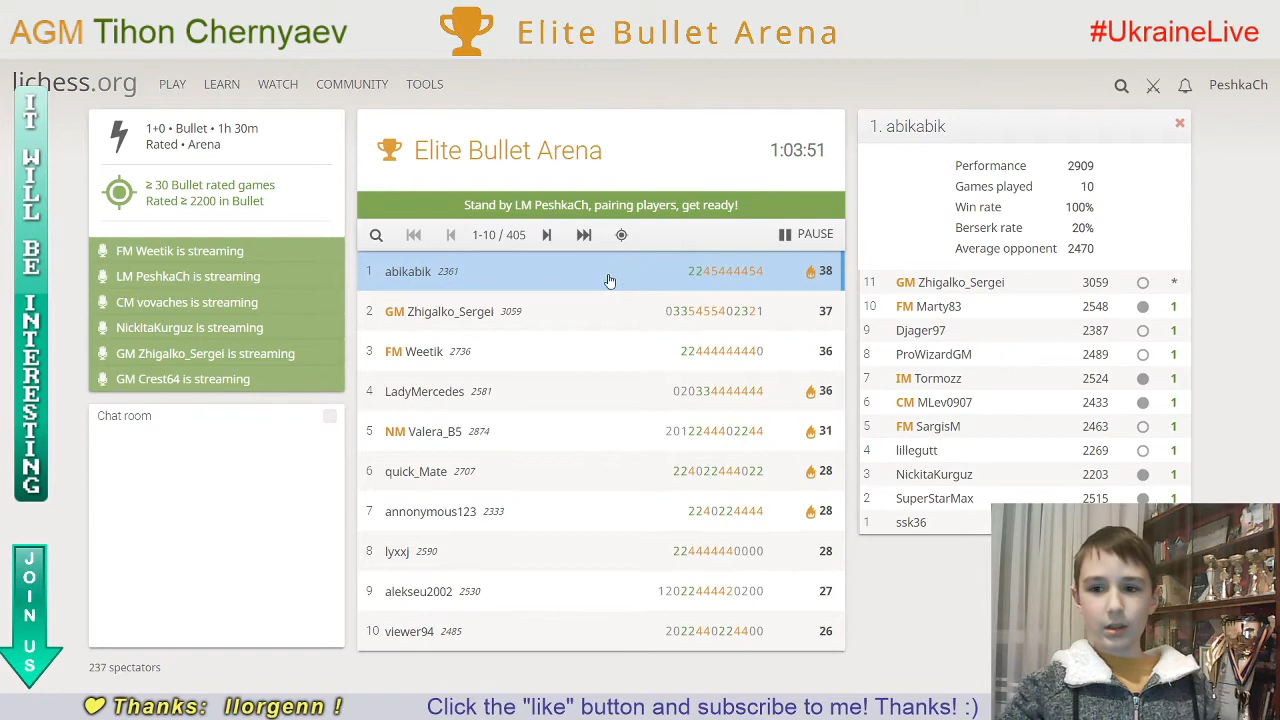 AGM Tihon Chernyaev
Elite Bullet Arena
#UkraineLive
lichess.org PLAY LEARN WATCH COMMUNITY TOOLS PeshkaCh
IT WILL BE INTERESTING
JOIN US
1+0 • Bullet • 1h 30m
Rated • Arena
≥ 30 Bullet rated games
Rated ≥ 2200 in Bullet
FM Weetik is streaming
LM PeshkaCh is streaming
CM vovaches is streaming
NickitaKurguz is streaming
GM Zhigalko_Sergei is streaming
GM Crest64 is streaming
Chat room
237 spectators
Elite Bullet Arena 1:03:51
Stand by LM PeshkaCh, pairing players, get ready!
1-10 / 405 PAUSE
1 abikabik 2361 2245444454 38
2 GM Zhigalko_Sergei 3059 0335455402321 37
3 FM Weetik 2736 22444444440 36
4 LadyMercedes 2581 020334444444 36
5 NM Valera_B5 2874 2012244402244 31
6 quick_Mate 2707 224022444022 28
7 annonymous123 2333 2240224444 28
8 lyxxj 2590 22444440000 28
9 alekseu2002 2530 12022444420200 27
10 viewer94 2485 202244022440​0 26
1. abikabik
Performance 2909
Games played 10
Win rate 100%
Berserk rate 20%
Average opponent 2470
11 GM Zhigalko_Sergei 3059 *
10 FM Marty83 2548 1
9 Djager97 2387 1
8 ProWizardGM 2489 1
7 IM Tormozz 2524 1
6 CM MLev0907 2433 1
5 FM SargisM 2463 1
4 lillegutt 2269 1
3 NickitaKurguz 2203 1
2 SuperStarMax 2515 1
1 ssk36
Thanks: llorgenn !
Click the "like" button and subscribe to me! Thanks! :)